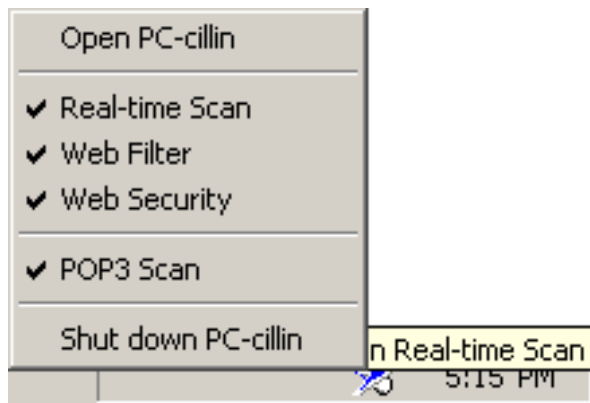 Open PC-cillin
Real-time Scan
Web Filter
Web Security
POP3 Scan
Shut down PC-cillin
n Real-time Scan
5:15 PM